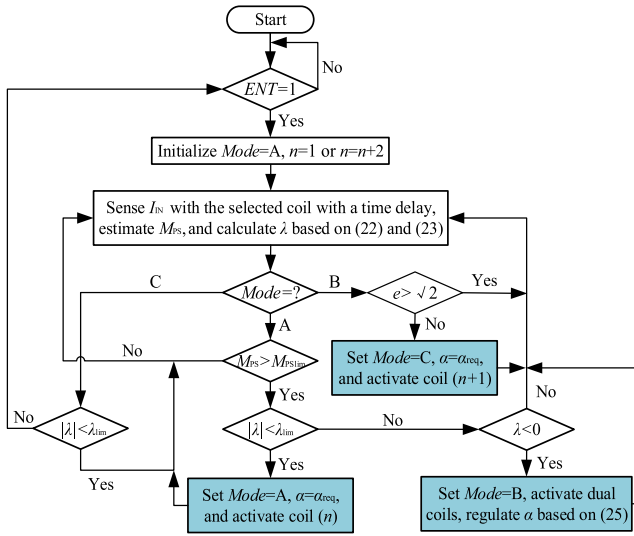 Start
No
ENT=1
Yes
Initialize Mode=A, n=1 or n=n+2
Sense IIN with the selected coil with a time delay,
estimate MPS, and calculate λ based on (22) and (23)
C
Mode=?
B
e> √2
Yes
A
No
No
MPS>MPSlim
Set Mode=C, α=αreq,
and activate coil (n+1)
Yes
No
No
|λ|<λlim
|λ|<λlim
No
λ<0
Yes
Yes
Yes
Set Mode=A, α=αreq,
and activate coil (n)
Set Mode=B, activate dual
coils, regulate α based on (25)